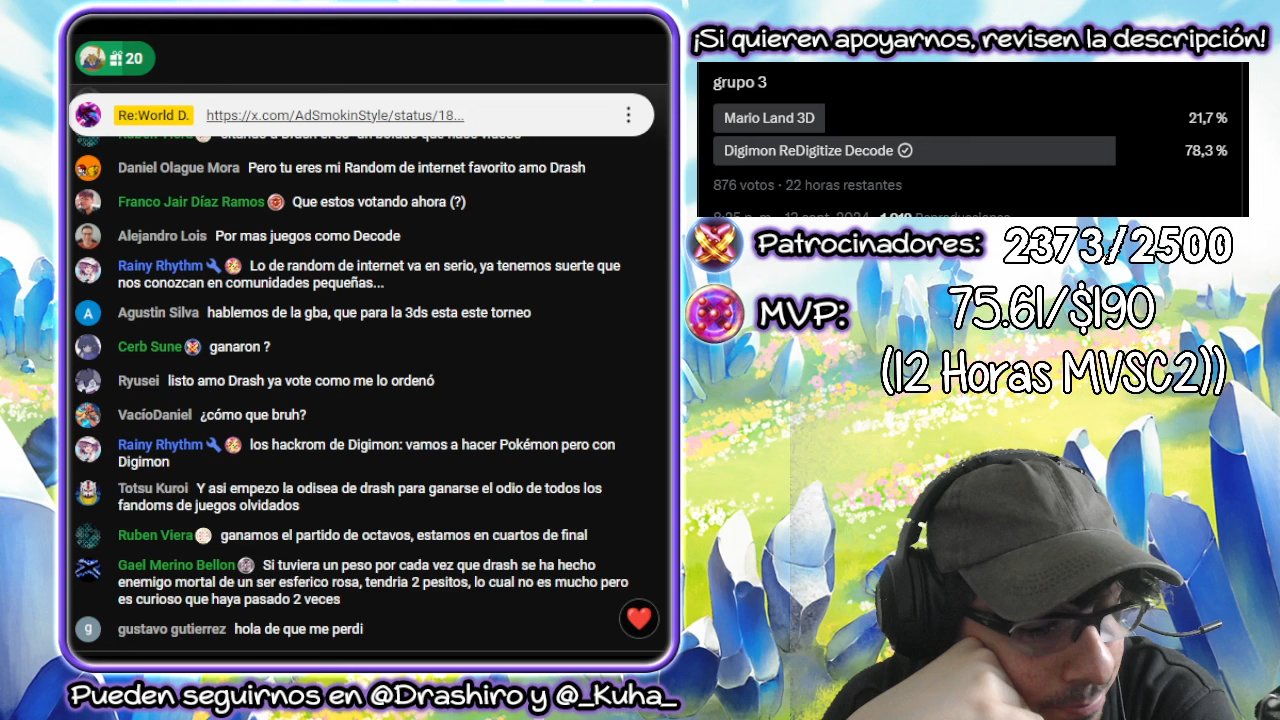 ¡Si quieren apoyarnos, revisen la descripción!
20
Re:World D. https://x.com/AdSmokinStyle/status/18...
Ruben Viera
Daniel Olague Mora Pero tu eres mi Random de internet favorito amo Drash
Franco Jair Díaz Ramos Que estos votando ahora (?)
Alejandro Lois Por mas juegos como Decode
Rainy Rhythm Lo de random de internet va en serio, ya tenemos suerte que
nos conozcan en comunidades pequeñas...
Agustin Silva hablemos de la gba, que para la 3ds esta este torneo
Cerb Sune ganaron ?
Ryusei listo amo Drash ya vote como me lo ordenó
VacíoDaniel ¿cómo que bruh?
Rainy Rhythm los hackrom de Digimon: vamos a hacer Pokémon pero con
Digimon
Totsu Kuroi Y asi empezo la odisea de drash para ganarse el odio de todos los
fandoms de juegos olvidados
Ruben Viera ganamos el partido de octavos, estamos en cuartos de final
Gael Merino Bellon Si tuviera un peso por cada vez que drash se ha hecho
enemigo mortal de un ser esferico rosa, tendria 2 pesitos, lo cual no es mucho pero
es curioso que haya pasado 2 veces
g gustavo gutierrez hola de que me perdi
grupo 3
Mario Land 3D 21,7 %
Digimon ReDigitize Decode 78,3 %
876 votos · 22 horas restantes
Patrocinadores: 2373/2500
MVP: 75.61/$190
(12 Horas MVSC2))
Pueden seguirnos en @Drashiro y @_Kuha_